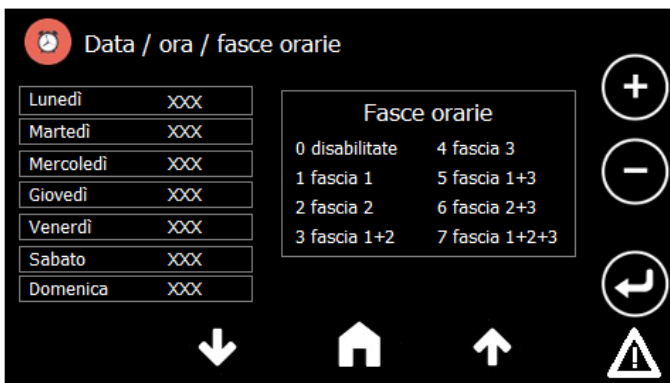 Data / ora / fasce orarie
Lunedì XXX
Martedì XXX
Mercoledì XXX
Giovedì XXX
Venerdì XXX
Sabato XXX
Domenica XXX
Fasce orarie
0 disabilitate 4 fascia 3
1 fascia 1 5 fascia 1+3
2 fascia 2 6 fascia 2+3
3 fascia 1+2 7 fascia 1+2+3